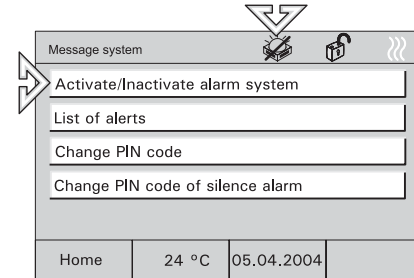 Message system
Activate/Inactivate alarm system
List of alerts
Change PIN code
Change PIN code of silence alarm
Home 24 °C 05.04.2004